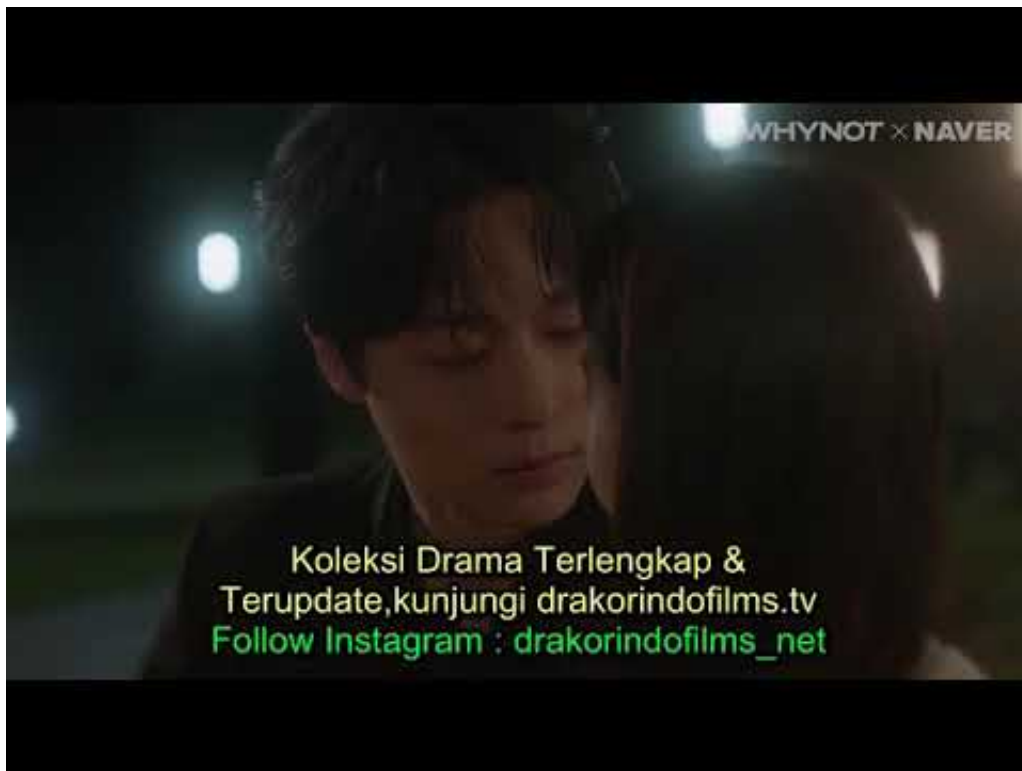 WHYNOT × NAVER
Koleksi Drama Terlengkap &
Terupdate,kunjungi drakorindofilms.tv
Follow Instagram : drakorindofilms_net